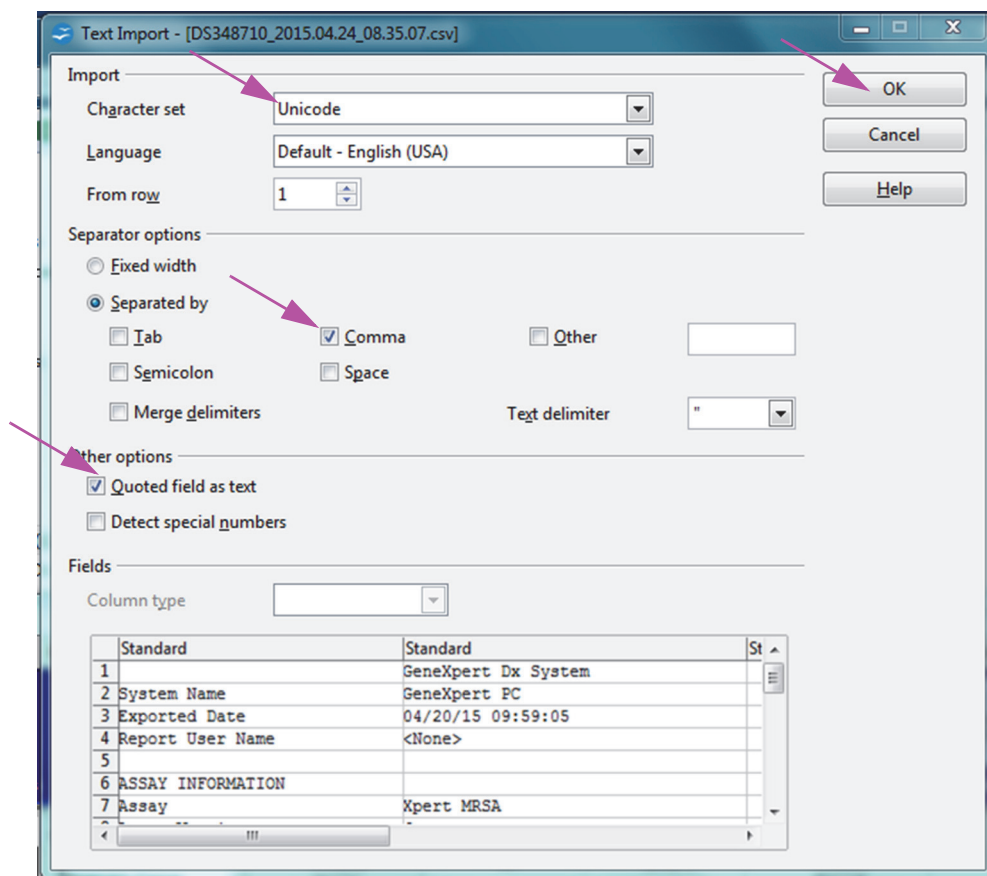 Text Import - [DS348710_2015.04.24_08.35.07.csv]
Import
OK
Character set Unicode
Cancel
Language Default - English (USA)
Help
From row 1
Separator options
Fixed width
Separated by
Tab Comma Other
Semicolon Space
Merge delimiters Text delimiter "
Other options
Quoted field as text
Detect special numbers
Fields
Column type
Standard Standard St
1 GeneXpert Dx System
2 System Name GeneXpert PC
3 Exported Date 04/20/15 09:59:05
4 Report User Name <None>
5
6 ASSAY INFORMATION
7 Assay Xpert MRSA